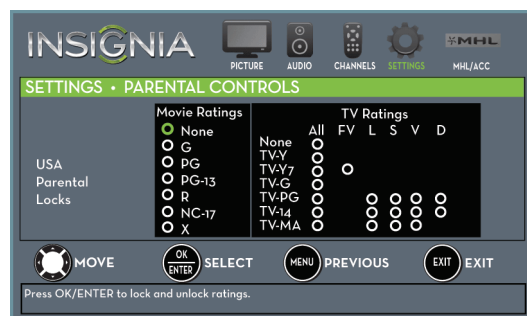 INSIGNIA
PICTURE AUDIO CHANNELS SETTINGS MHL MHL/ACC
SETTINGS • PARENTAL CONTROLS
USA
Parental
Locks
Movie Ratings
None
G
PG
PG-13
R
NC-17
X
TV Ratings
All FV L S V D
None
TV-Y
TV-Y7
TV-G
TV-PG
TV-14
TV-MA
MOVE OK/ENTER SELECT MENU PREVIOUS EXIT EXIT
Press OK/ENTER to lock and unlock ratings.